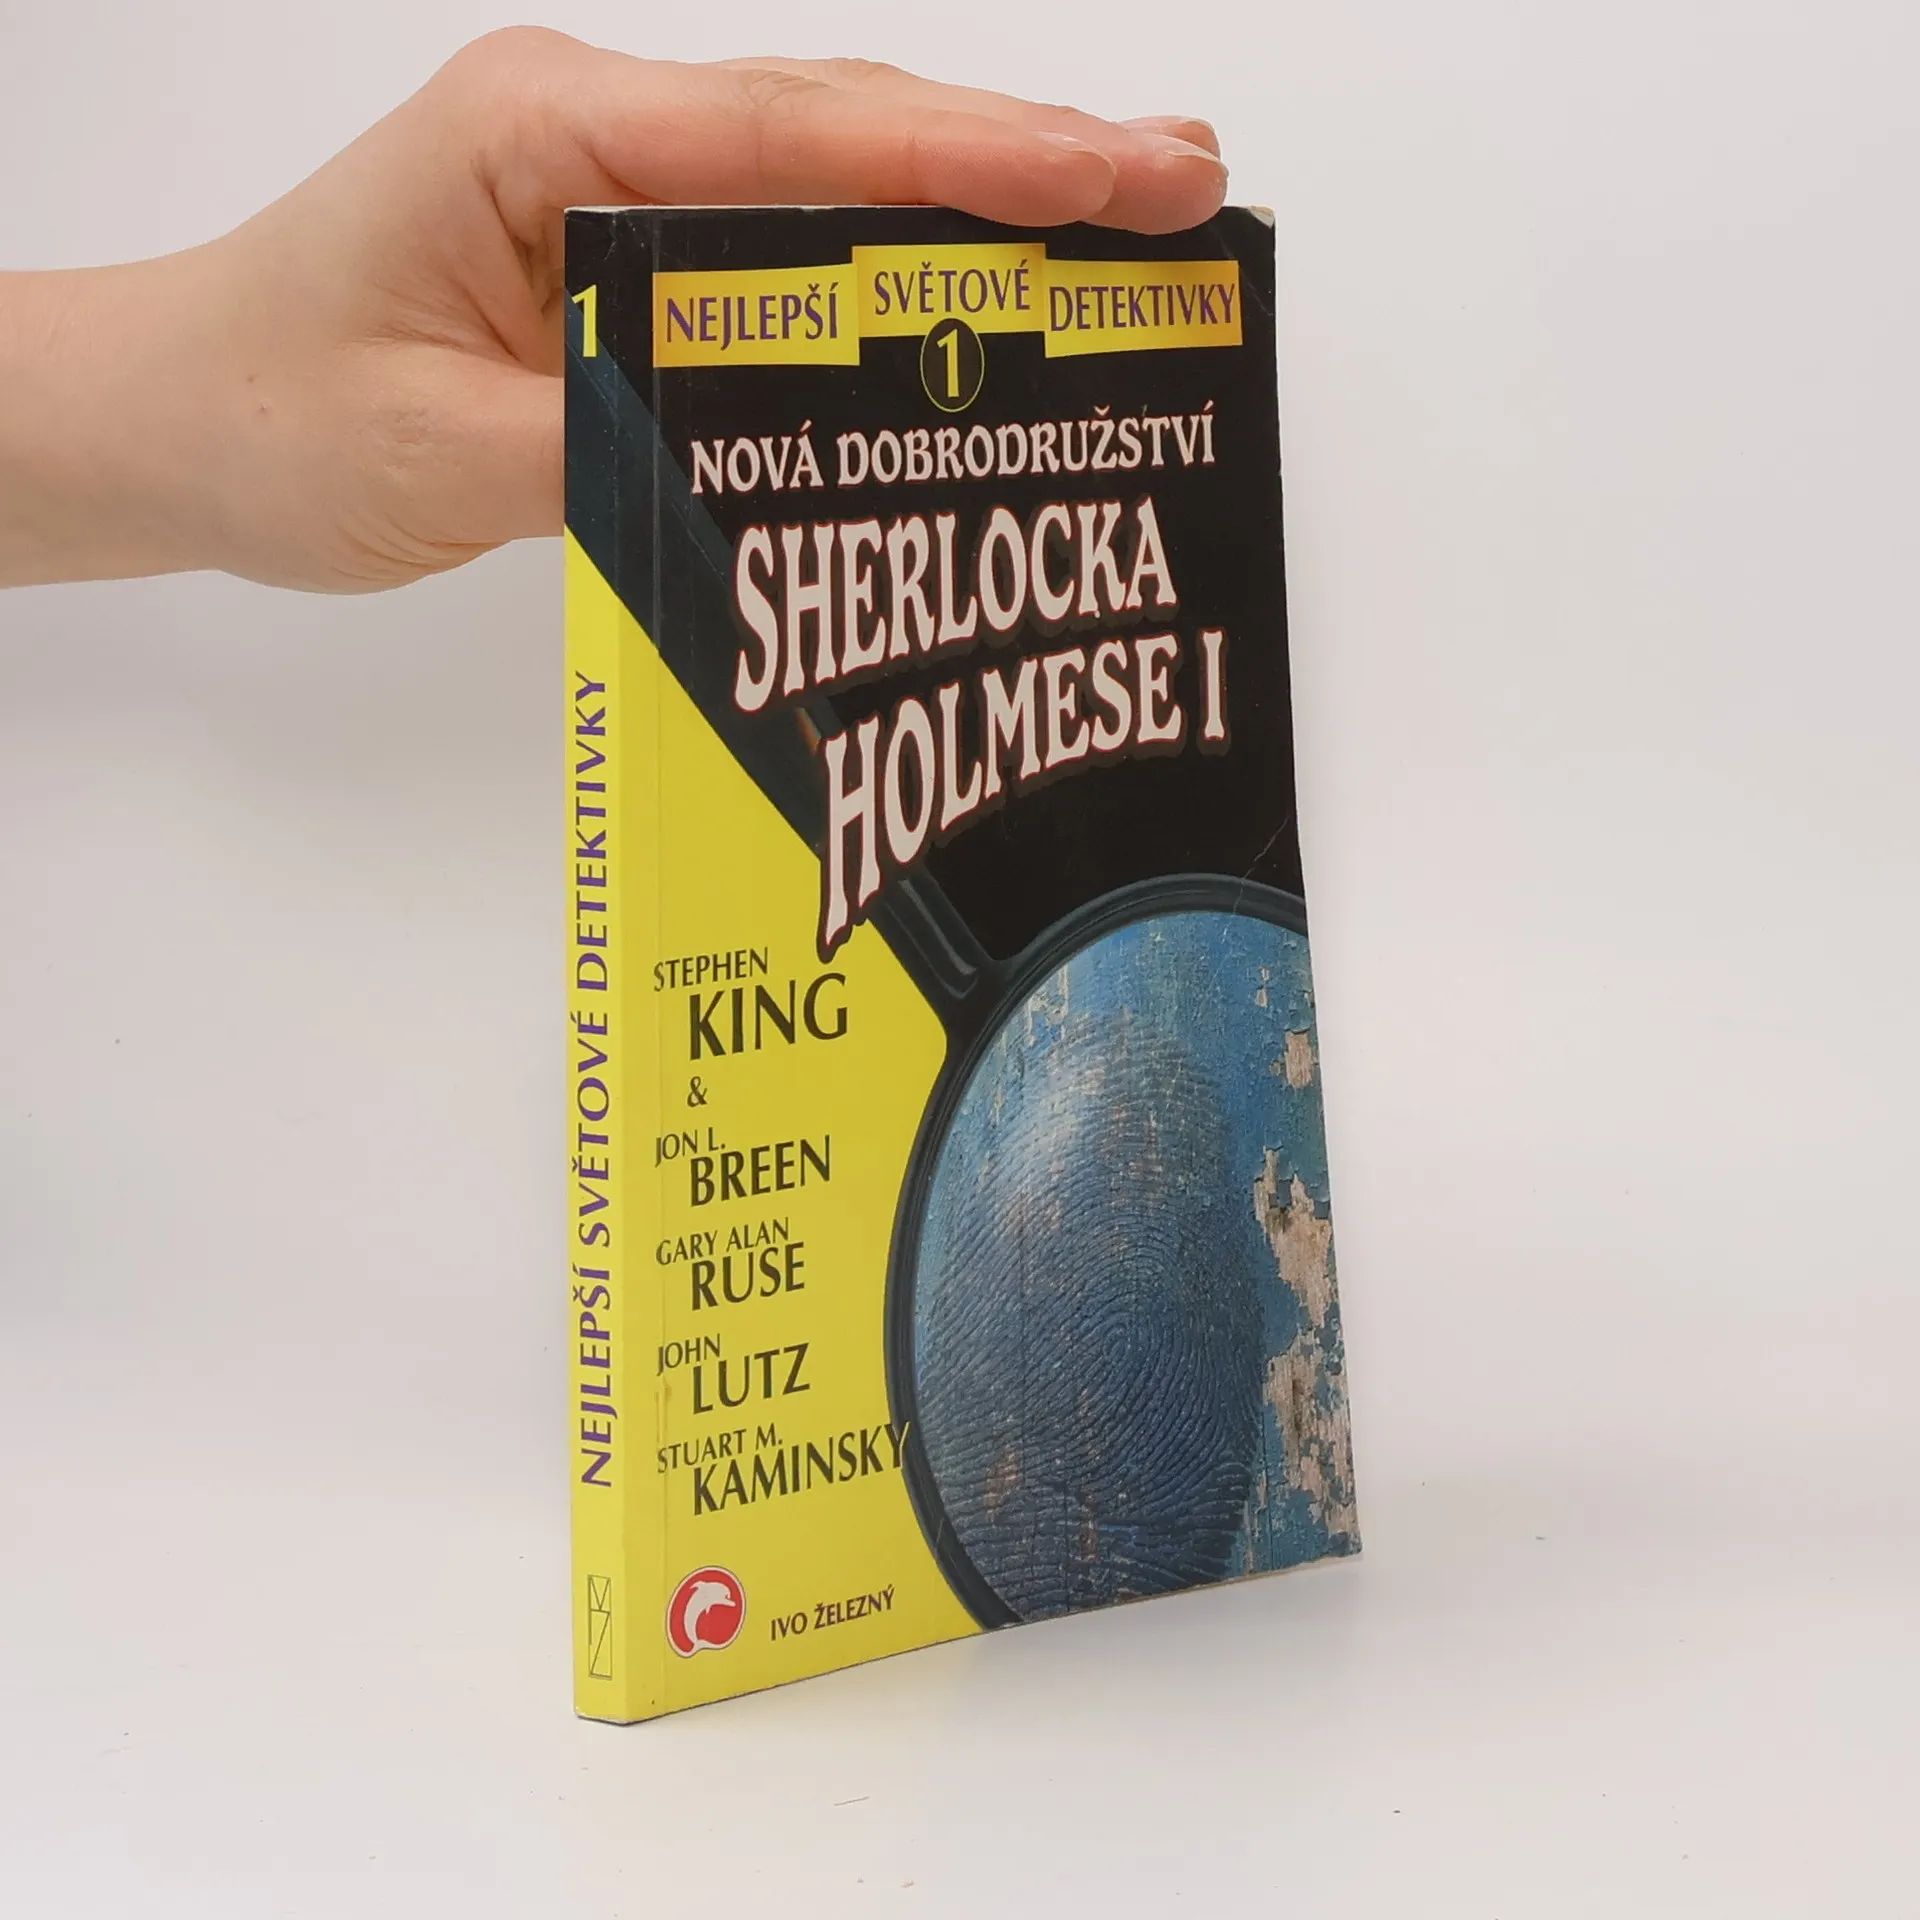 NEJLEPŠÍ SVĚTOVÉ DETEKTIVKY
1
NOVÁ DOBRODRUŽSTVÍ
SHERLOCKA
HOLMESE I
STEPHEN
KING
&
JON L.
BREEN
GARY ALAN
RUSE
JOHN
LUTZ
STUART M.
KAMINSKY
IVO ŽELEZNÝ
1
NEJLEPŠÍ SVĚTOVÉ DETEKTIVKY